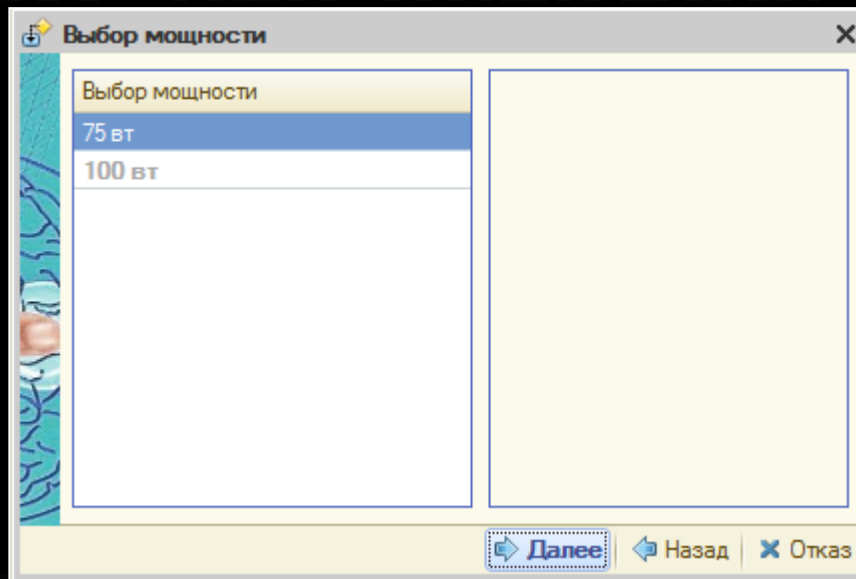 Выбор мощности
Выбор мощности
75 вт
100 вт
Далее Назад Отказ